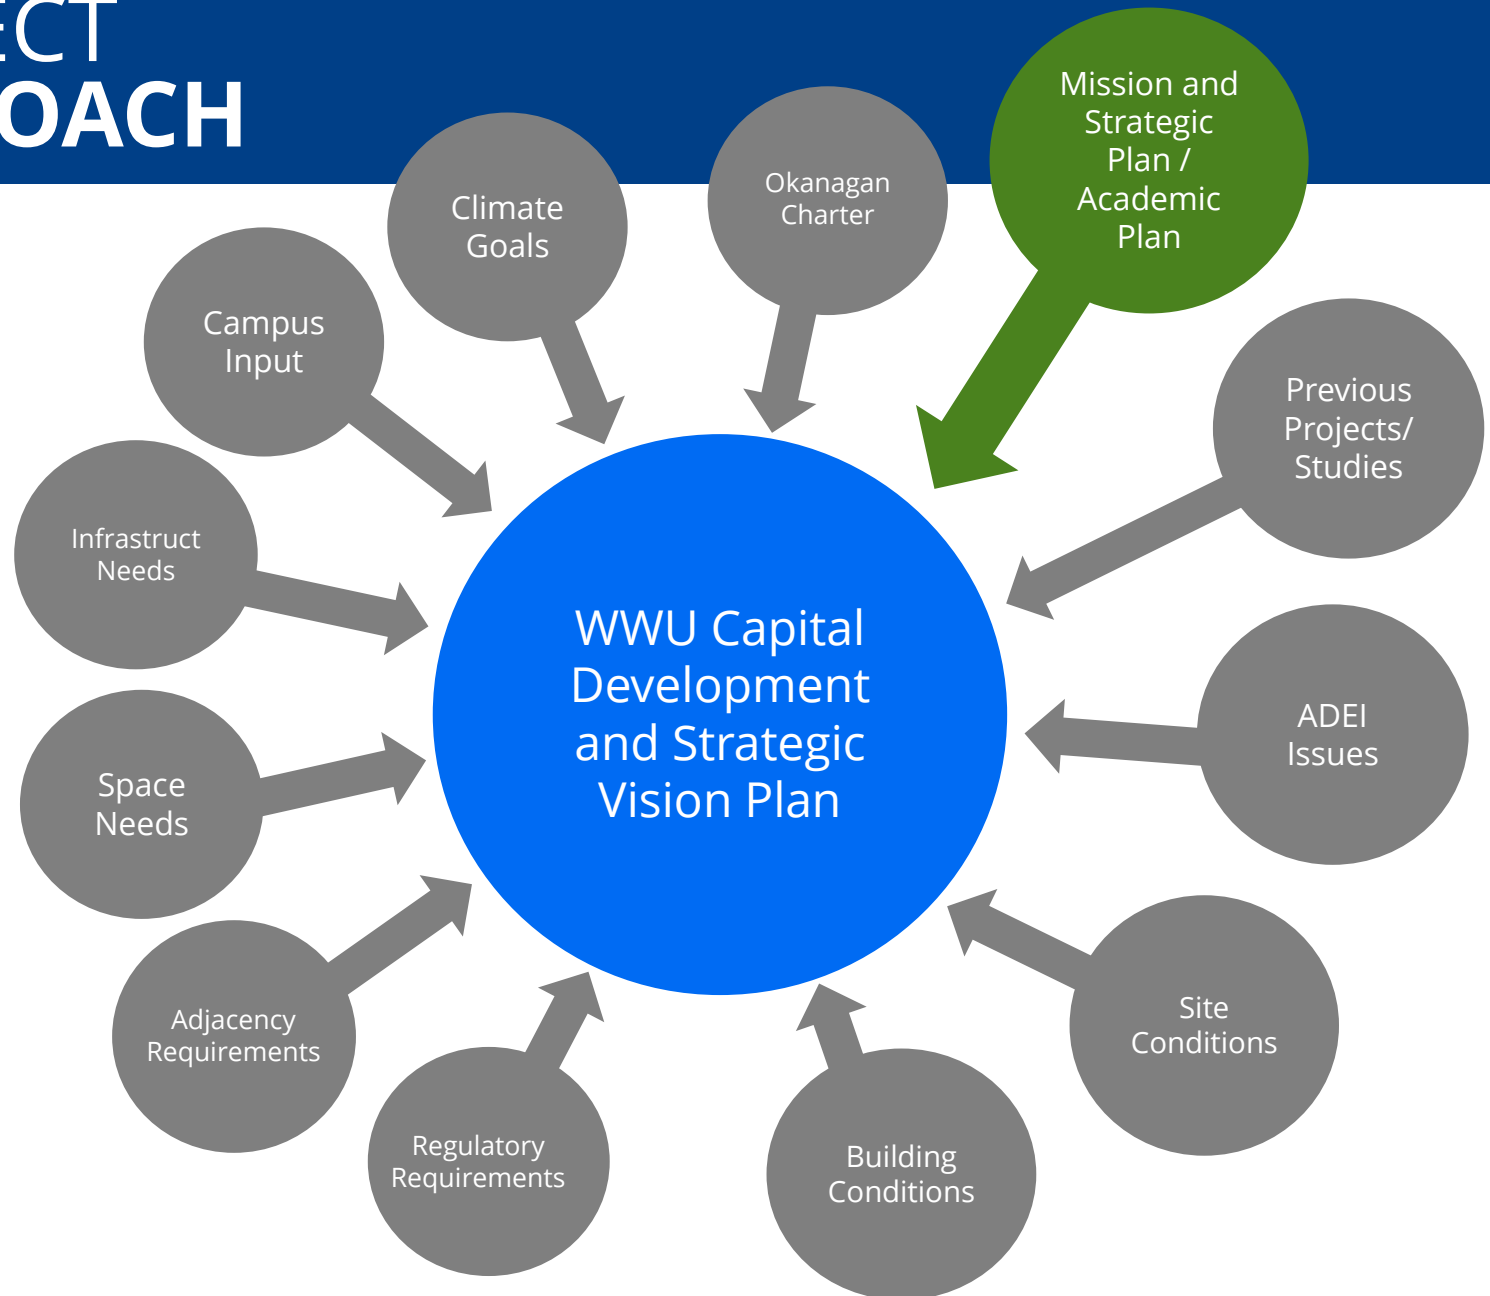 ECT
OACH
Mission and
Strategic
Plan /
Academic
Plan
Okanagan
Charter
Climate
Goals
Campus
Input
Previous
Projects/
Studies
Infrastruct
Needs
WWU Capital
Development
and Strategic
Vision Plan
ADEI
Issues
Space
Needs
Site
Conditions
Adjacency
Requirements
Regulatory
Requirements
Building
Conditions